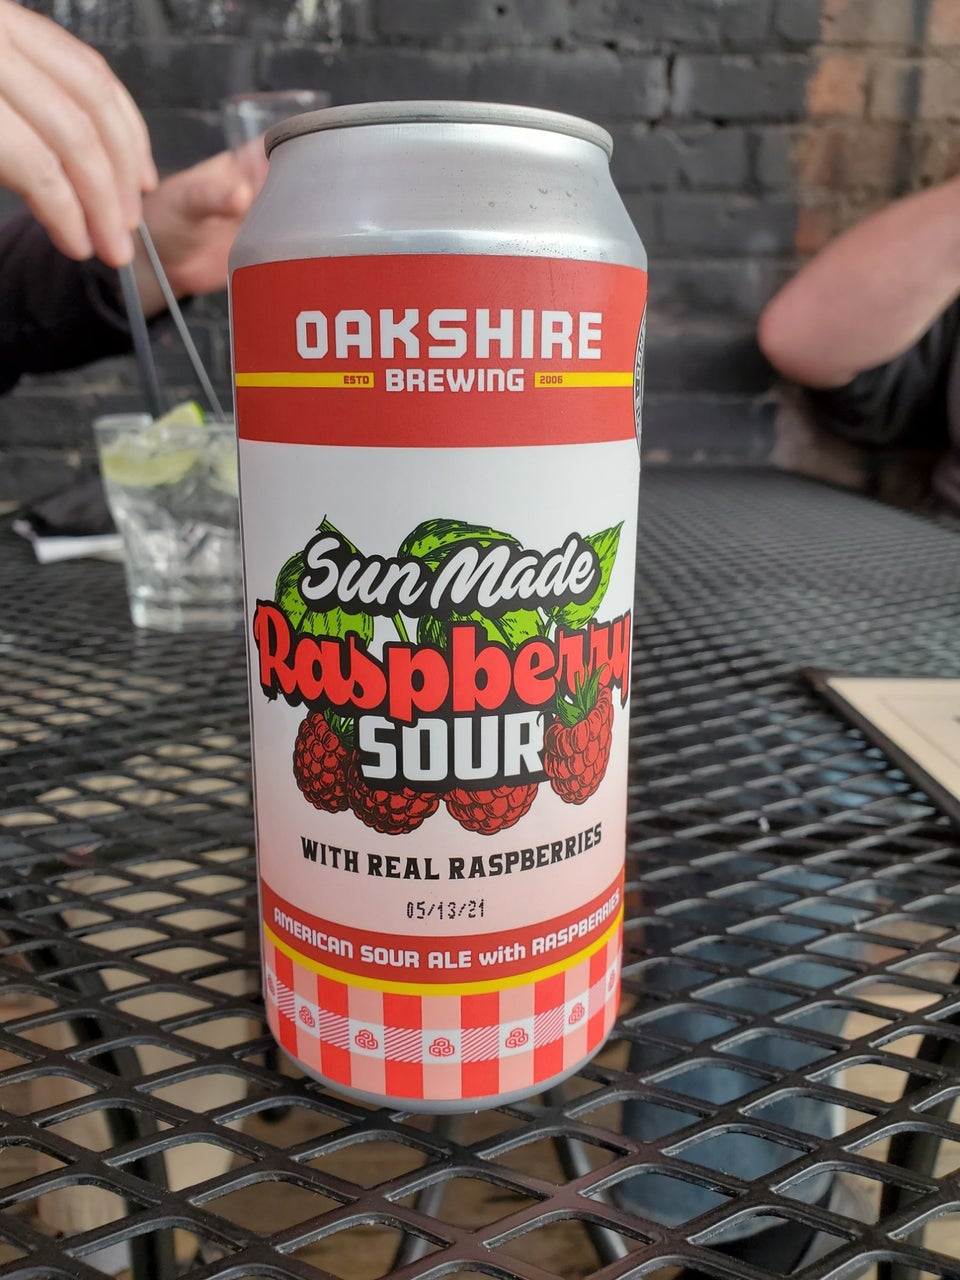 OAKSHIRE
ESTD BREWING 2006
Sun Made
Raspberry
SOUR
WITH REAL RASPBERRIES
05/13/21
AMERICAN SOUR ALE with RASPBERRIES